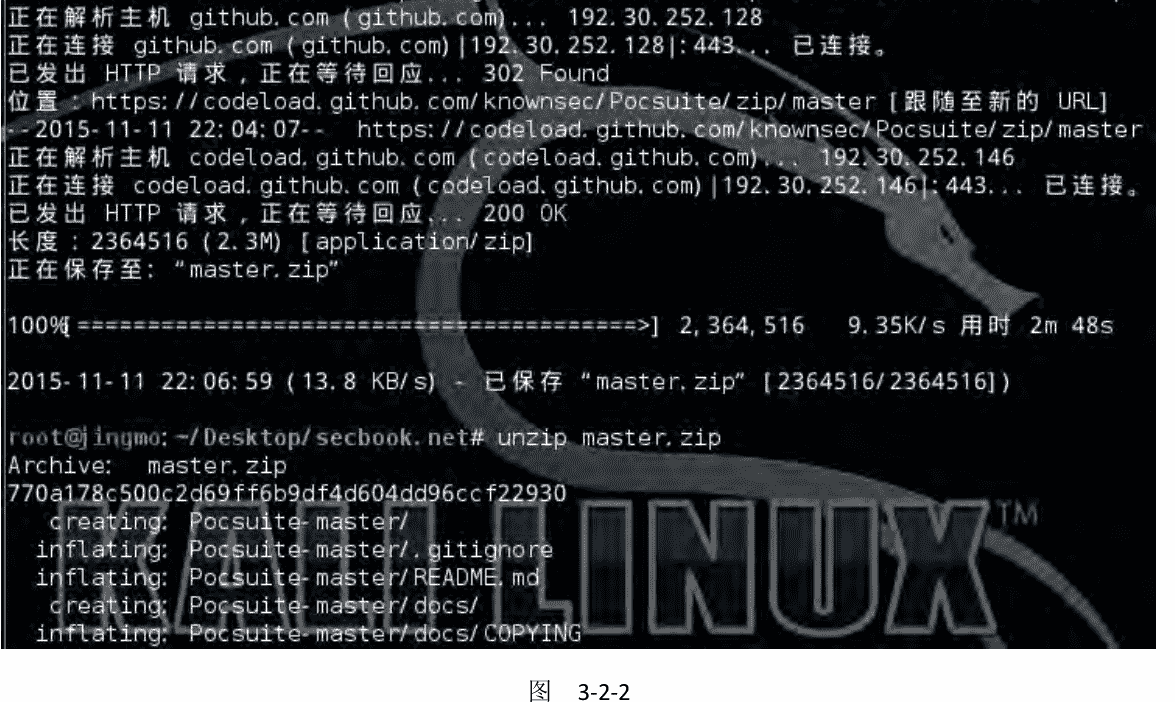 正在解析主机 github.com (github.com)... 192.30.252.128
正在连接 github.com (github.com)|192.30.252.128|:443... 已连接。
已发出 HTTP 请求，正在等待回应... 302 Found
位置：https://codeload.github.com/knownsec/Pocsuite/zip/master [跟随至新的 URL]
--2015-11-11 22:04:07--  https://codeload.github.com/knownsec/Pocsuite/zip/master
正在解析主机 codeload.github.com (codeload.github.com)... 192.30.252.146
正在连接 codeload.github.com (codeload.github.com)|192.30.252.146|:443... 已连接。
已发出 HTTP 请求，正在等待回应... 200 OK
长度：2364516 (2.3M) [application/zip]
正在保存至: “master.zip”
100%[========================================>] 2,364,516   9.35K/s 用时 2m 48s
2015-11-11 22:06:59 (13.8 KB/s) - 已保存 “master.zip” [2364516/2364516])
root@jingmo:~/Desktop/secbook.net# unzip master.zip
Archive:  master.zip
770a178c500c2d69ff6b9df4d604dd96ccf22930
   creating: Pocsuite-master/
  inflating: Pocsuite-master/.gitignore
  inflating: Pocsuite-master/README.md
   creating: Pocsuite-master/docs/
  inflating: Pocsuite-master/docs/COPYING
KALI LINUX™
图 3-2-2